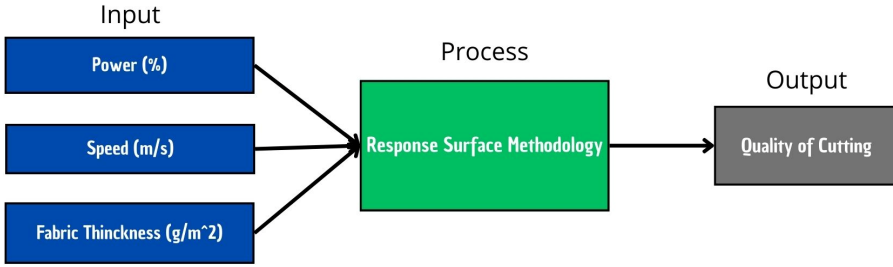 Input
Power (%)
Speed (m/s)
Fabric Thinckness (g/m^2)
Process
Response Surface Methodology
Output
Quality of Cutting